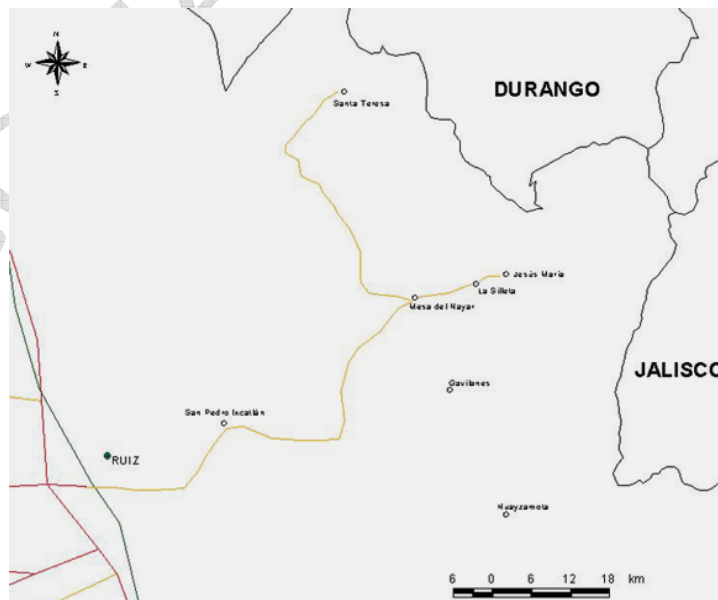 N
W E
S
DURANGO
Santa Teresa
Jesús María
La Silleta
Mesa del Nayar
JALISCO
Gavilanes
San Pedro Ixcatlán
RUIZ
Huayzamota
6 0 6 12 18 km